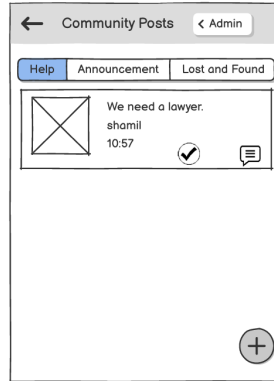 Community Posts
< Admin
Help Announcement Lost and Found
We need a lawyer.
shamil
10:57